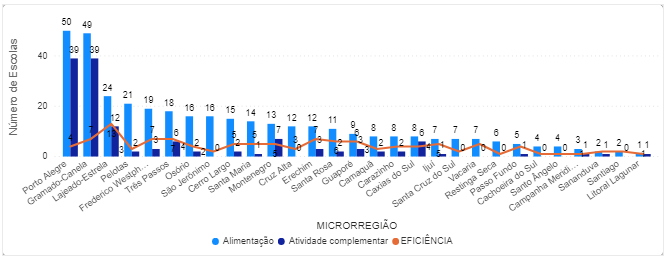 50
49
39 39
40
24
21
20
19
18
16 16
15
14
13
12 12
11
9
8 8 8
7 7 7
6
5
4 4
3
2 2
1 1
0
Número de Escolas
Porto Alegre
Gramado-Canela
Lajeado-Estrela
Pelotas
Frederico Westph...
Três Passos
Osório
São Jerônimo
Cerro Largo
Santa Maria
Montenegro
Cruz Alta
Erechim
Santa Rosa
Guaporé
Camaquã
Carazinho
Caxias do Sul
Ijuí
Santa Cruz do Sul
Vacaria
Restinga Seca
Passo Fundo
Cachoeira do Sul
Santo Ângelo
Campanha Meridi...
Sananduva
Santiago
Litoral Lagunar
MICRORREGIÃO
Alimentação Atividade complementar EFICIÊNCIA